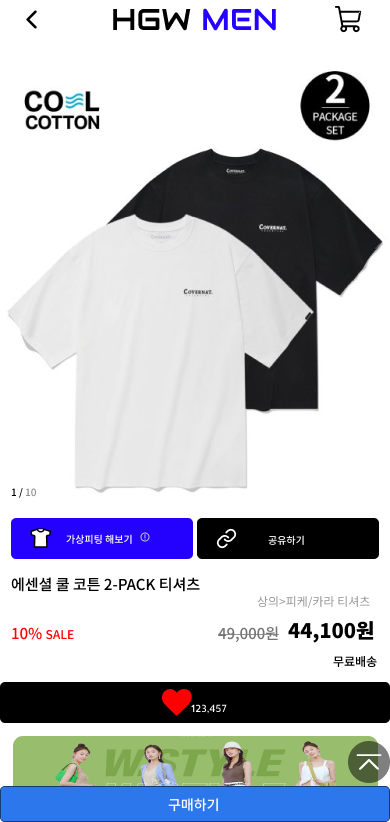 HGW MEN
COOL
COTTON
2
PACKAGE
SET
COVERNAT.
COVERNAT.
1 / 10
가상피팅 해보기
공유하기
에센셜 쿨 코튼 2-PACK 티셔츠
상의>피케/카라 티셔츠
10% SALE
49,000원 44,100원
무료배송
123,457
W.STYLE
구매하기